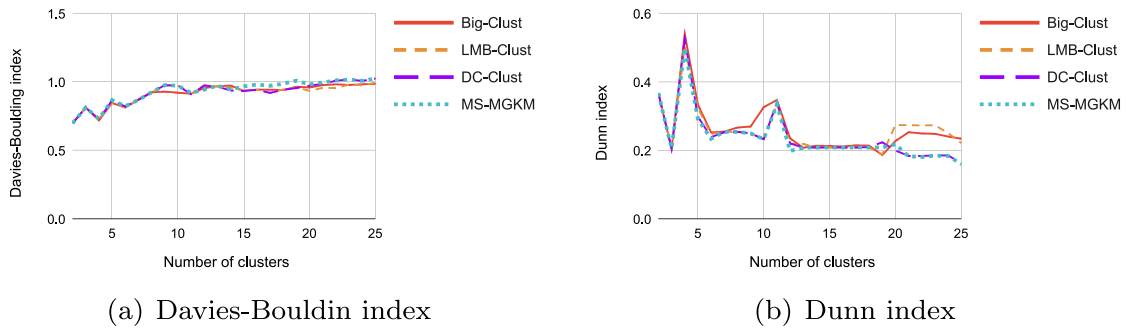 Davies-Boulding index
1.5
1.0
0.5
0.0
5
10
15
20
25
Number of clusters
Big-Clust
LMB-Clust
DC-Clust
MS-MGKM
(a) Davies-Bouldin index
Dunn index
0.6
0.4
0.2
0.0
5
10
15
20
25
Number of clusters
Big-Clust
LMB-Clust
DC-Clust
MS-MGKM
(b) Dunn index